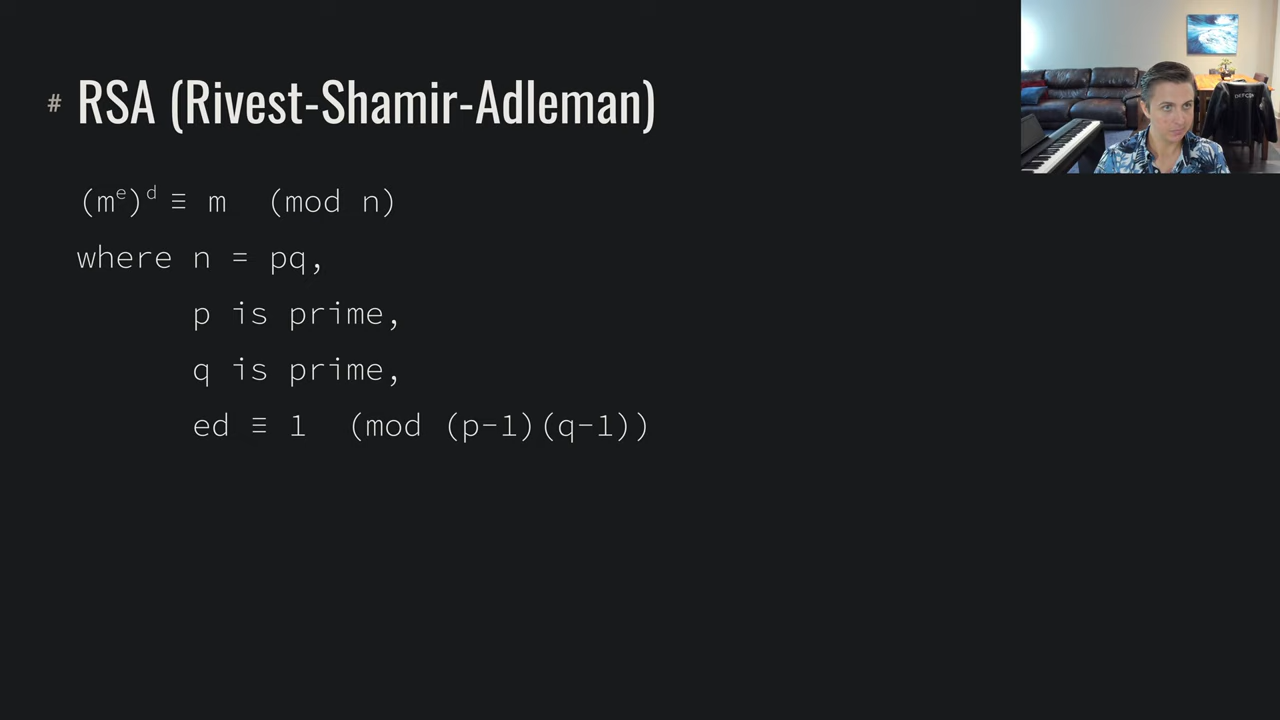 # RSA (Rivest-Shamir-Adleman)
(mᵉ)ᵈ ≡ m (mod n)
where n = pq,
p is prime,
q is prime,
ed ≡ 1 (mod (p-1)(q-1))